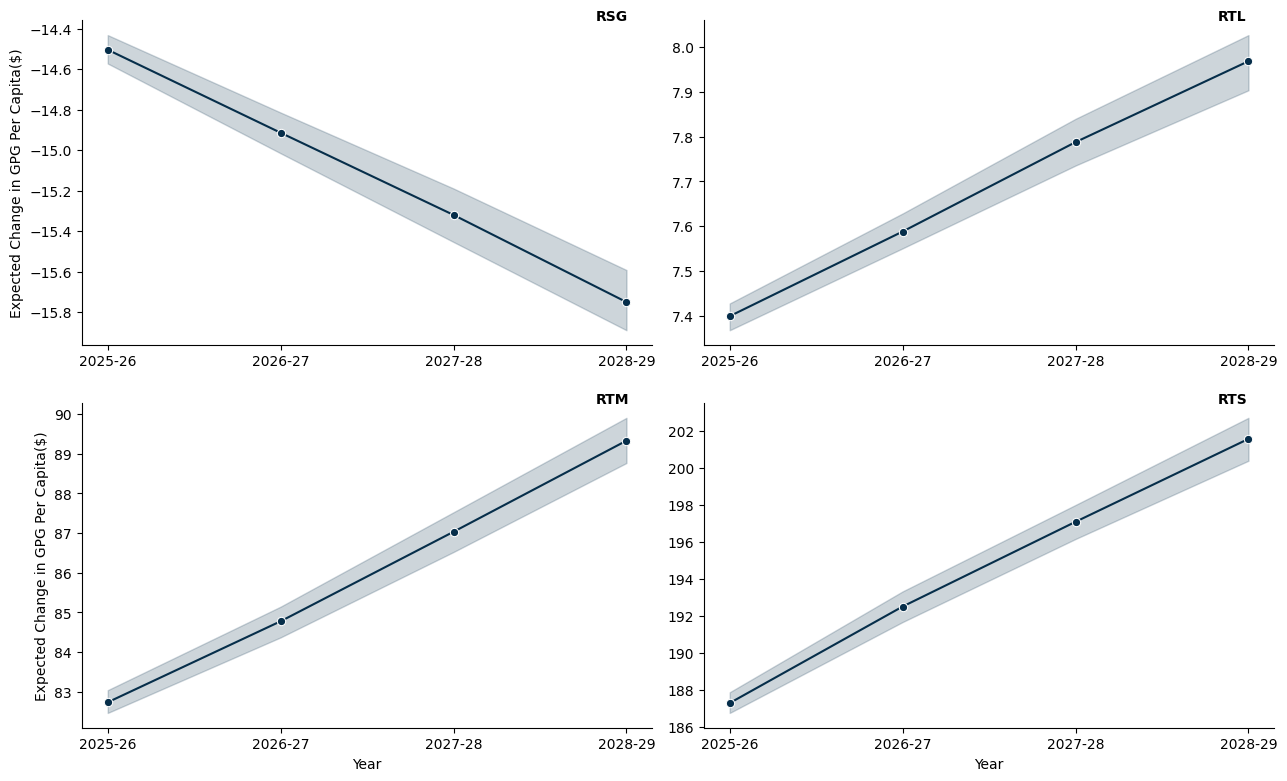 RSG
Expected Change in GPG Per Capita($)
−14.4
−14.6
−14.8
−15.0
−15.2
−15.4
−15.6
−15.8
2025-26 2026-27 2027-28 2028-29
RTL
8.0
7.9
7.8
7.7
7.6
7.5
7.4
2025-26 2026-27 2027-28 2028-29
RTM
Expected Change in GPG Per Capita($)
90
89
88
87
86
85
84
83
2025-26 2026-27 2027-28 2028-29
Year
RTS
202
200
198
196
194
192
190
188
186
2025-26 2026-27 2027-28 2028-29
Year